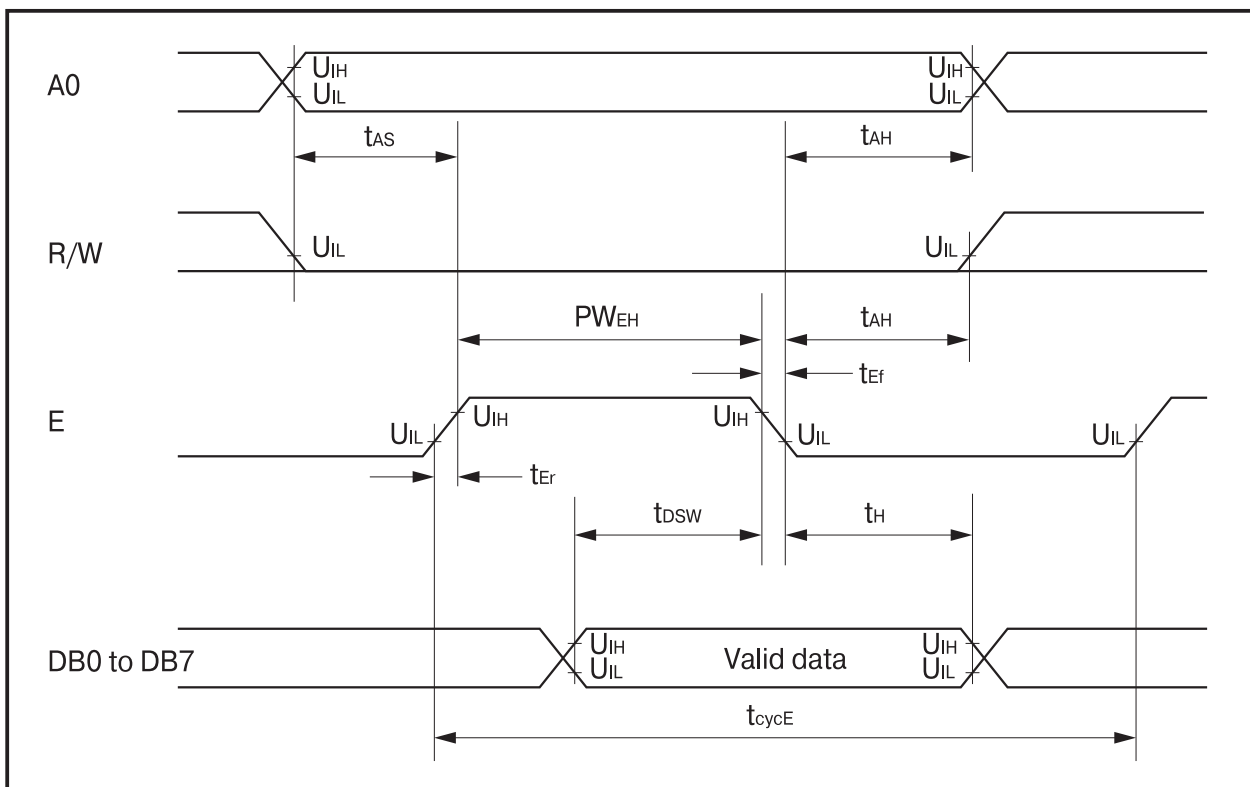 A0
UIH
UIL
UIH
UIL
tAS
tAH
R/W
UIL
UIL
PWEH
tAH
tEf
E
UIL
UIH
UIH
UIL
UIL
tEr
tDSW
tH
DB0 to DB7
UIH
UIL
Valid data
UIH
UIL
tcycE